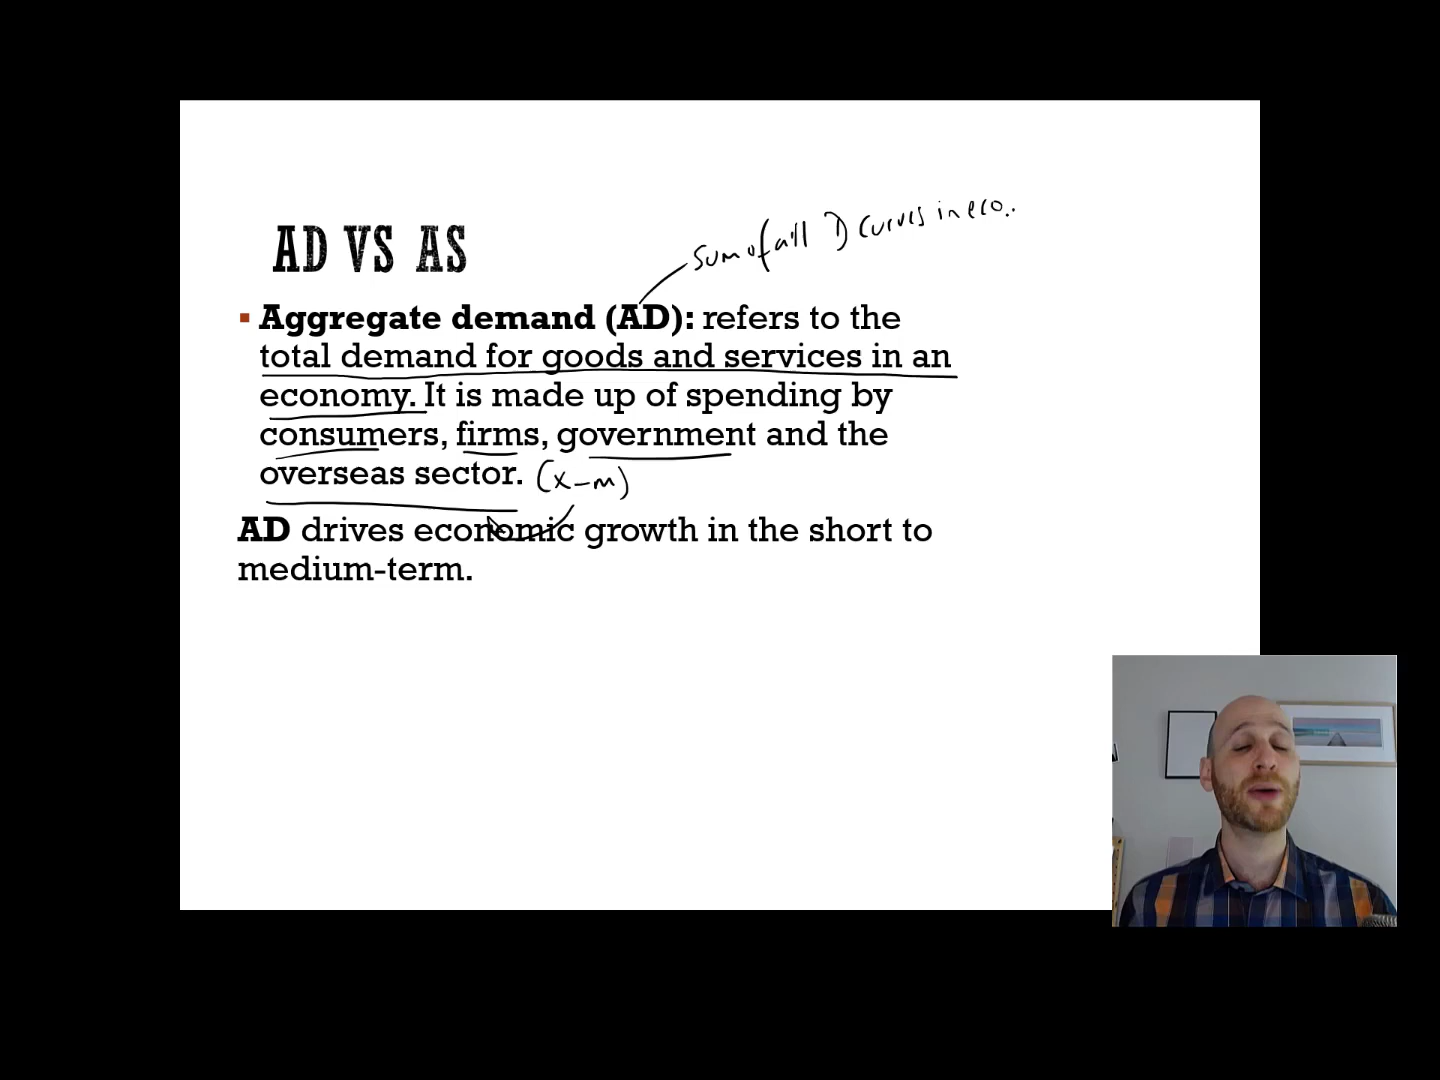 sum of all D curves in eco..
AD VS AS
▪ Aggregate demand (AD): refers to the
total demand for goods and services in an
economy. It is made up of spending by
consumers, firms, government and the
overseas sector. (X-M)
AD drives economic growth in the short to
medium-term.